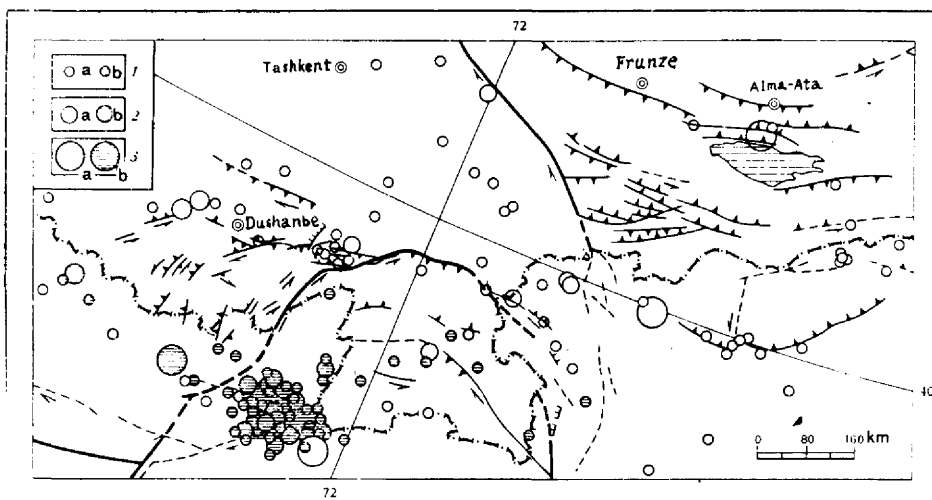 72
a b 1
a b 2
3
a — b
Tashkent
Frunze
Alma-Ata
Dushanbe
40
0 80 160 km
72